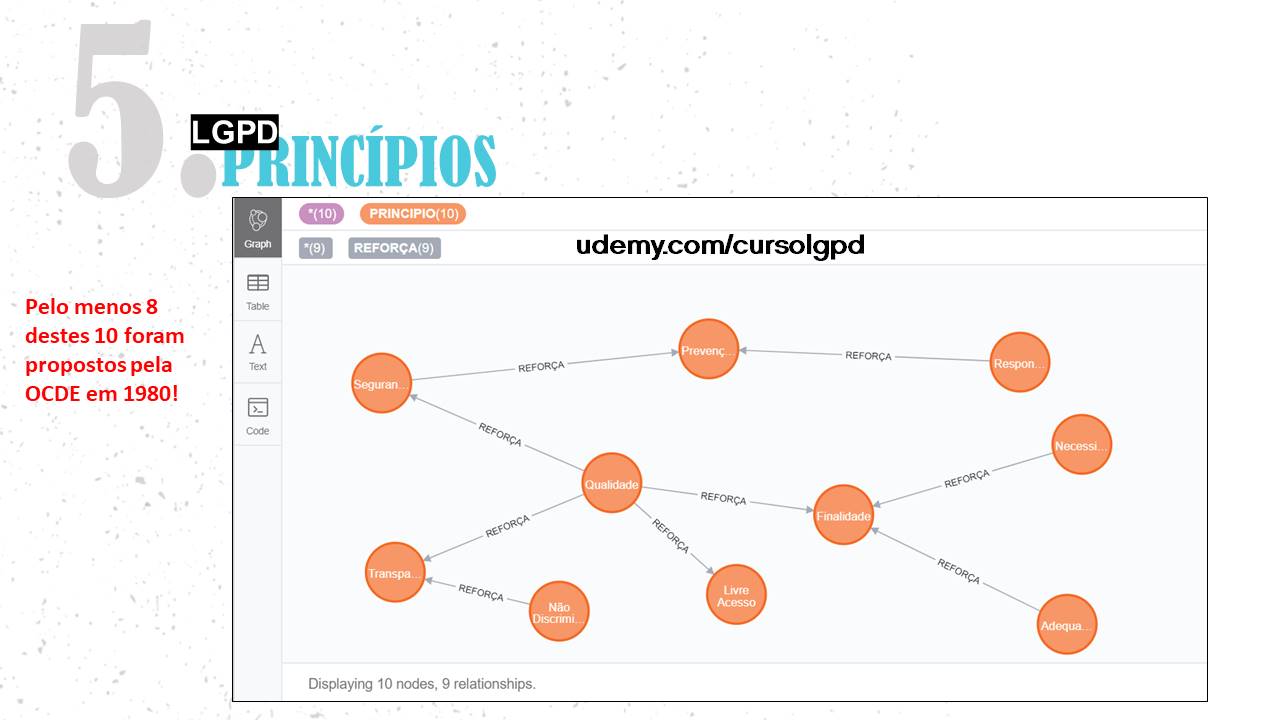 5.
LGPD
PRINCÍPIOS
Graph
*(10) PRINCIPIO(10)
*(9) REFORÇA(9)
udemy.com/cursolgpd
Table
Text
Code
Pelo menos 8
destes 10 foram
propostos pela
OCDE em 1980!
Seguran...
REFORÇA
Prevenç...
REFORÇA
Respon...
REFORÇA
Qualidade
REFORÇA
Finalidade
REFORÇA
Necessi...
REFORÇA
REFORÇA
REFORÇA
Transpa...
REFORÇA
Não
Discrimi...
Livre
Acesso
Adequa...
Displaying 10 nodes, 9 relationships.